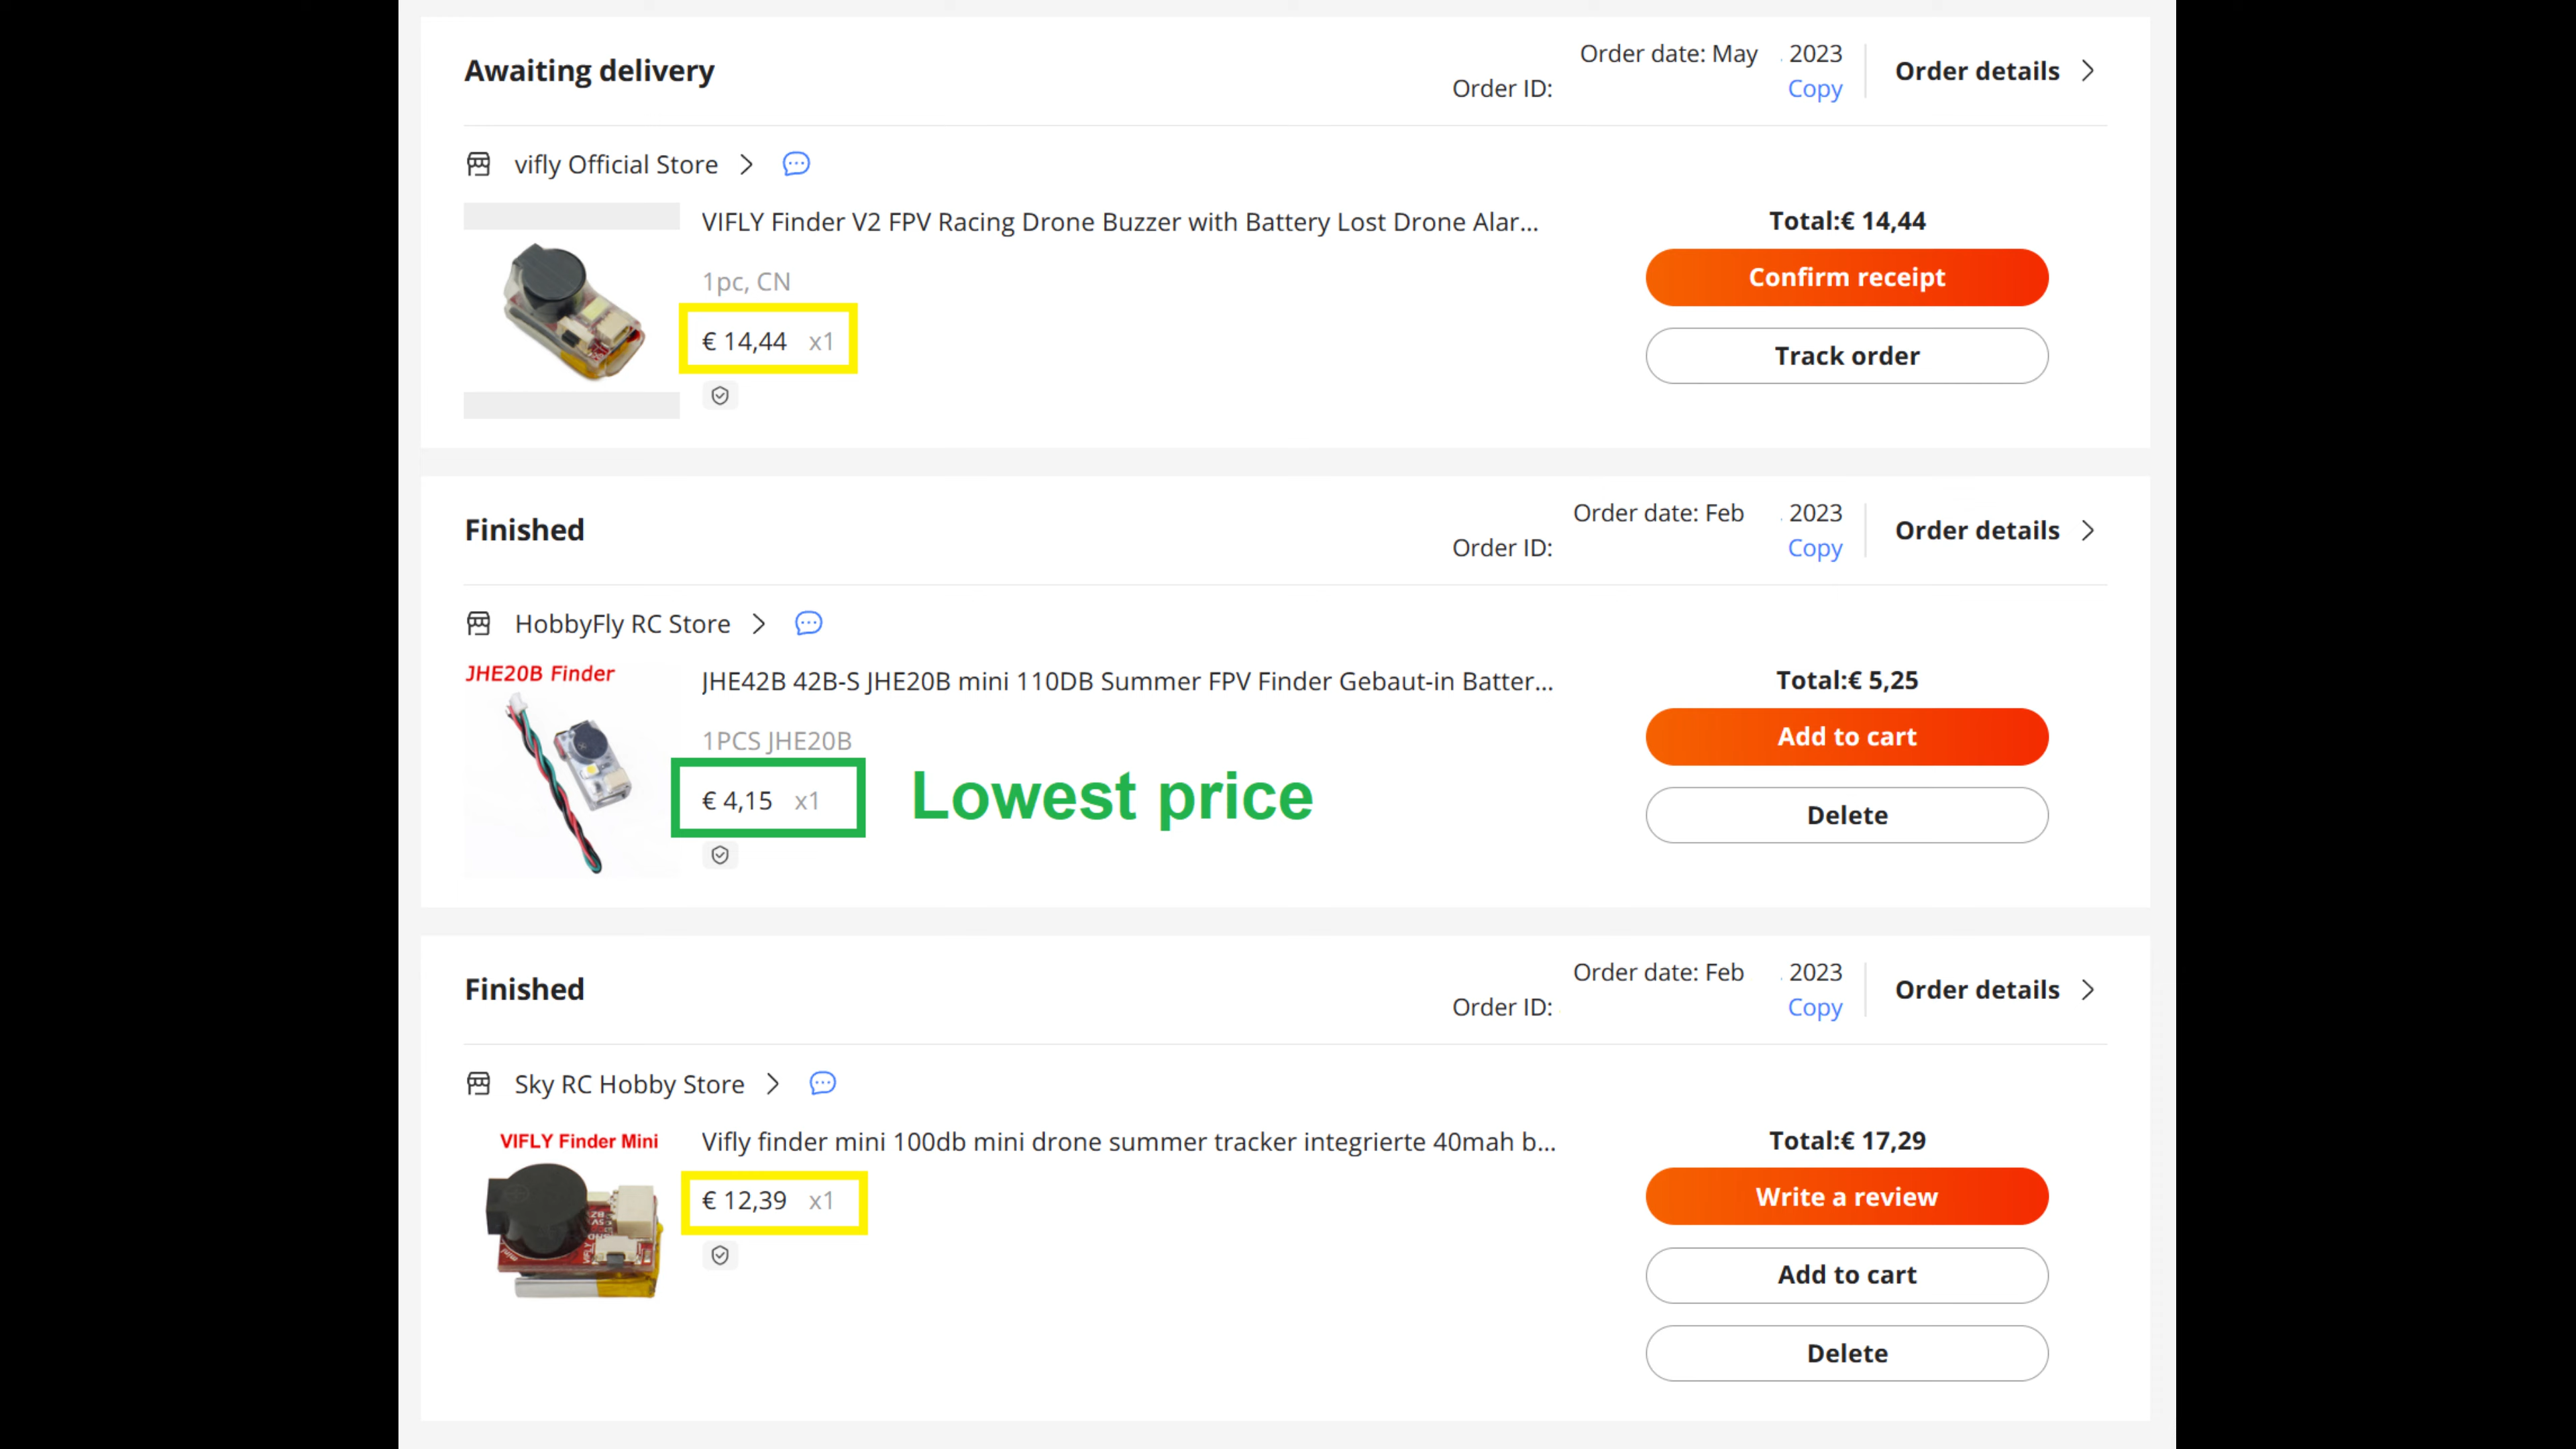 Awaiting delivery
Order date: May 2023
Order ID: Copy
Order details
vifly Official Store
VIFLY Finder V2 FPV Racing Drone Buzzer with Battery Lost Drone Alar...
1pc, CN
€ 14,44 x1
Total:€ 14,44
Confirm receipt
Track order
Finished
Order date: Feb 2023
Order ID: Copy
Order details
HobbyFly RC Store
JHE20B Finder
JHE42B 42B-S JHE20B mini 110DB Summer FPV Finder Gebaut-in Batter...
1PCS JHE20B
€ 4,15 x1
Lowest price
Total:€ 5,25
Add to cart
Delete
Finished
Order date: Feb 2023
Order ID: Copy
Order details
Sky RC Hobby Store
VIFLY Finder Mini
Vifly finder mini 100db mini drone summer tracker integrierte 40mah b...
€ 12,39 x1
Total:€ 17,29
Write a review
Add to cart
Delete